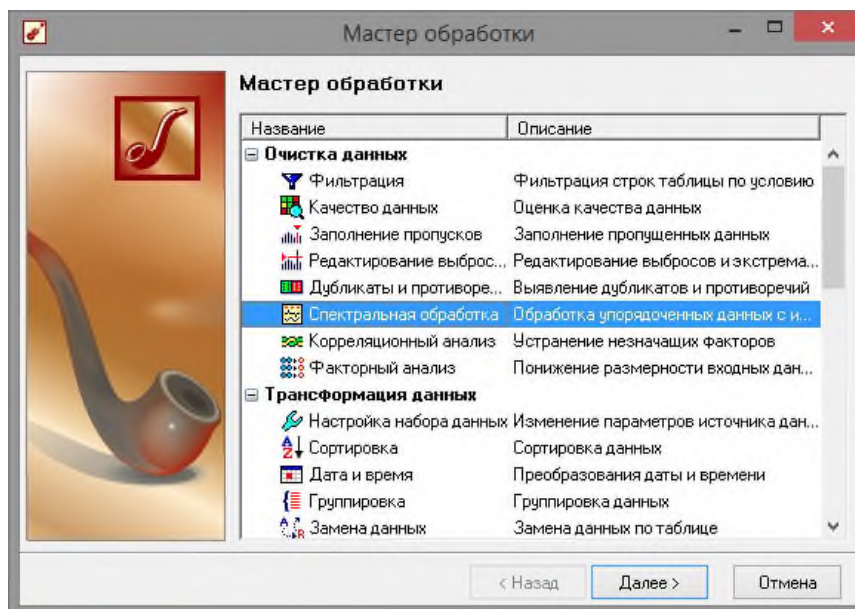 Мастер обработки
Мастер обработки
Название Описание
Очистка данных
Фильтрация Фильтрация строк таблицы по условию
Качество данных Оценка качества данных
Заполнение пропусков Заполнение пропущенных данных
Редактирование выброс... Редактирование выбросов и экстрема...
Дубликаты и противоре... Выявление дубликатов и противоречий
Спектральная обработка Обработка упорядоченных данных с и...
Корреляционный анализ Устранение незначащих факторов
Факторный анализ Понижение размерности входных дан...
Трансформация данных
Настройка набора данных Изменение параметров источника дан...
Сортировка Сортировка данных
Дата и время Преобразования даты и времени
Группировка Группировка данных
Замена данных Замена данных по таблице
< Назад Далее > Отмена